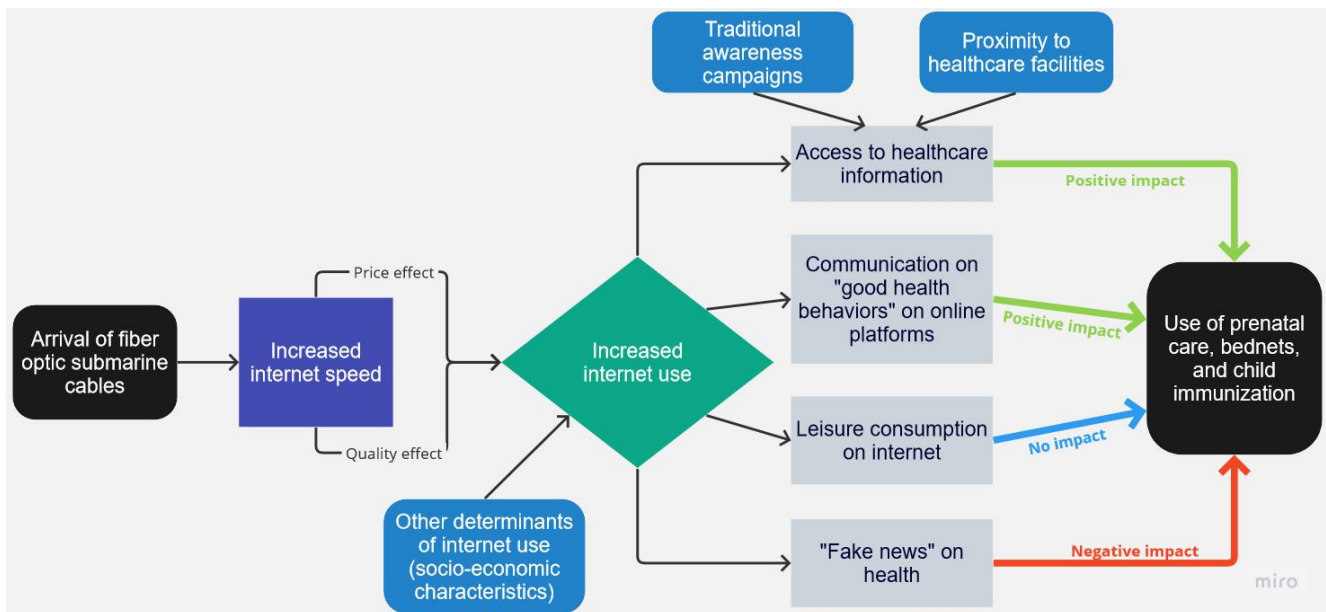 Traditional
awareness
campaigns
Proximity to
healthcare facilities
Access to healthcare
information
Positive impact
Price effect
Communication on
"good health
behaviors" on online
platforms
Positive impact
Arrival of fiber
optic submarine
cables
Increased
internet speed
Increased
internet use
Use of prenatal
care, bednets,
and child
immunization
Quality effect
Leisure consumption
on internet
No impact
Other determinants
of internet use
(socio-economic
characteristics)
"Fake news" on
health
Negative impact
miro